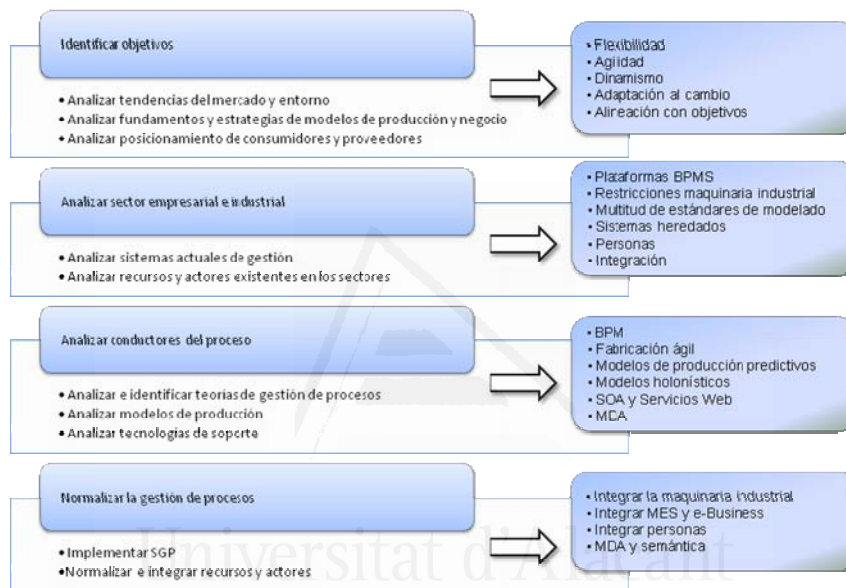 Identificar objetivos
• Analizar tendencias del mercado y entorno
• Analizar fundamentos y estrategias de modelos de producción y negocio
• Analizar posicionamiento de consumidores y proveedores
• Flexibilidad
• Agilidad
• Dinamismo
• Adaptación al cambio
• Alineación con objetivos
Analizar sector empresarial e industrial
• Analizar sistemas actuales de gestión
• Analizar recursos y actores existentes en los sectores
• Plataformas BPMS
• Restricciones maquinaria industrial
• Multitud de estándares de modelado
• Sistemas heredados
• Personas
• Integración
Analizar conductores del proceso
• Analizar e identificar teorías de gestión de procesos
• Analizar modelos de producción
• Analizar tecnologías de soporte
• BPM
• Fabricación ágil
• Modelos de producción predictivos
• Modelos holonísticos
• SOA y Servicios Web
• MDA
Normalizar la gestión de procesos
• Implementar SGP
• Normalizar e integrar recursos y actores
• Integrar la maquinaria industrial
• Integrar MES y e-Business
• Integrar personas
• MDA y semántica
Universitat d'Alacant